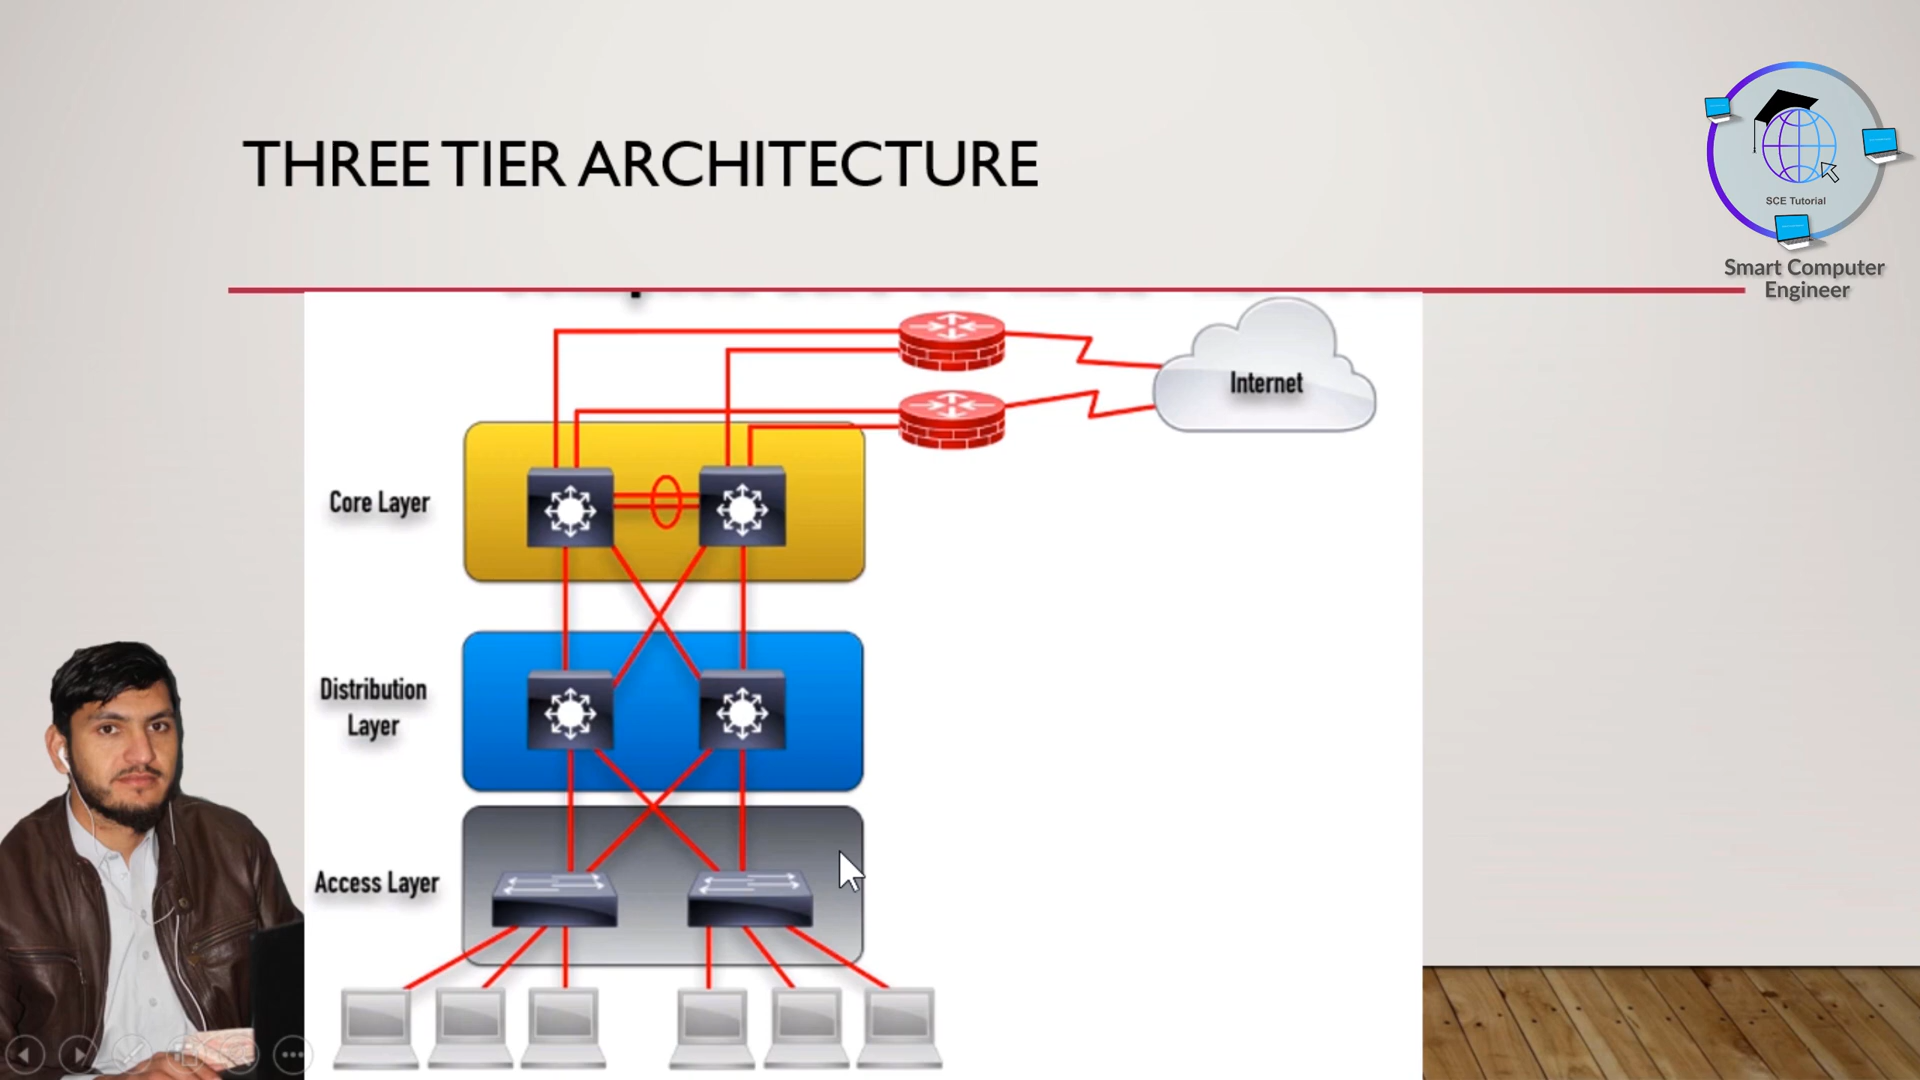 THREE TIER ARCHITECTURE
SCE Tutorial
Smart Computer
Engineer
Internet
Core Layer
Distribution
Layer
Access Layer